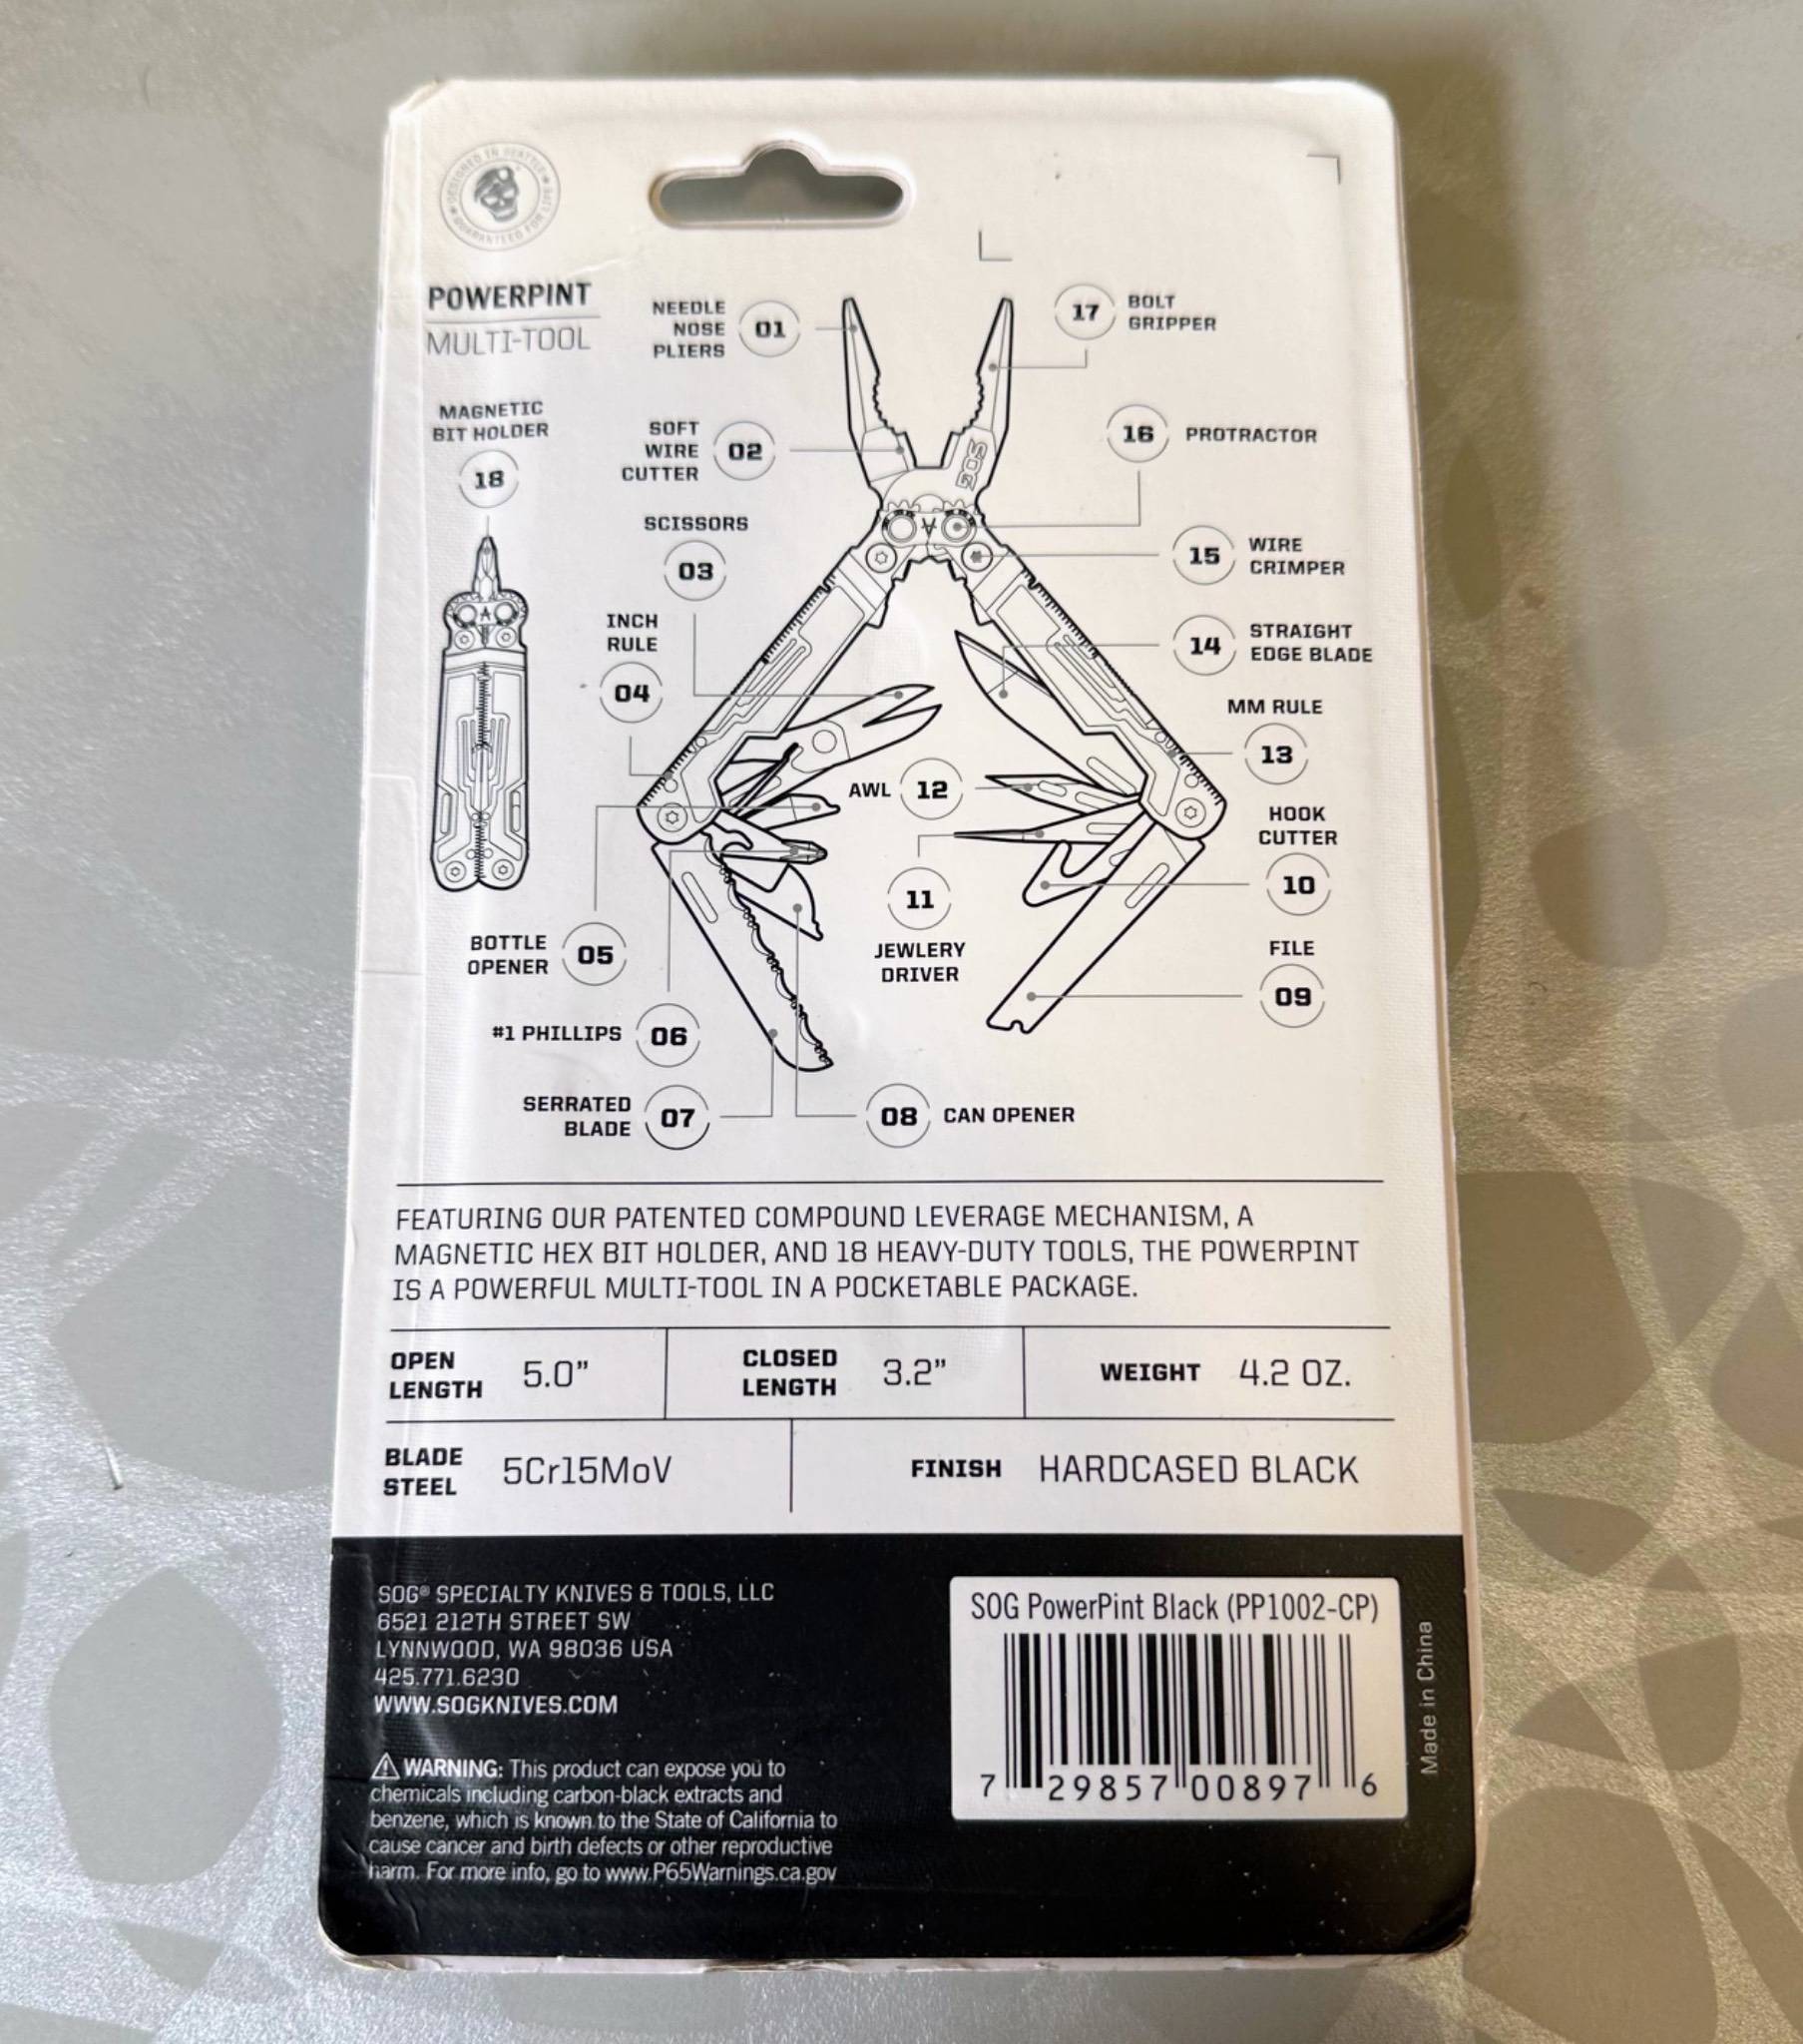 DESIGNED IN SEATTLE
GUARANTEED FOR LIFE
POWERPINT
MULTI-TOOL
NEEDLE
NOSE
PLIERS
01
17
BOLT
GRIPPER
MAGNETIC
BIT HOLDER
18
SOFT
WIRE
CUTTER
02
SOG
16
PROTRACTOR
SCISSORS
03
15
WIRE
CRIMPER
INCH
RULE
04
14
STRAIGHT
EDGE BLADE
MM RULE
13
AWL
12
HOOK
CUTTER
10
11
JEWLERY
DRIVER
BOTTLE
OPENER
05
FILE
09
#1 PHILLIPS
06
SERRATED
BLADE
07
08
CAN OPENER
FEATURING OUR PATENTED COMPOUND LEVERAGE MECHANISM, A
MAGNETIC HEX BIT HOLDER, AND 18 HEAVY-DUTY TOOLS, THE POWERPINT
IS A POWERFUL MULTI-TOOL IN A POCKETABLE PACKAGE.
OPEN
LENGTH
5.0”
CLOSED
LENGTH
3.2”
WEIGHT
4.2 OZ.
BLADE
STEEL
5Cr15MoV
FINISH
HARDCASED BLACK
SOG® SPECIALTY KNIVES & TOOLS, LLC
6521 212TH STREET SW
LYNNWOOD, WA 98036 USA
425.771.6230
WWW.SOGKNIVES.COM
⚠ WARNING: This product can expose you to
chemicals including carbon-black extracts and
benzene, which is known to the State of California to
cause cancer and birth defects or other reproductive
harm. For more info, go to www.P65Warnings.ca.gov
SOG PowerPint Black (PP1002-CP)
7 29857 00897 6
Made in China